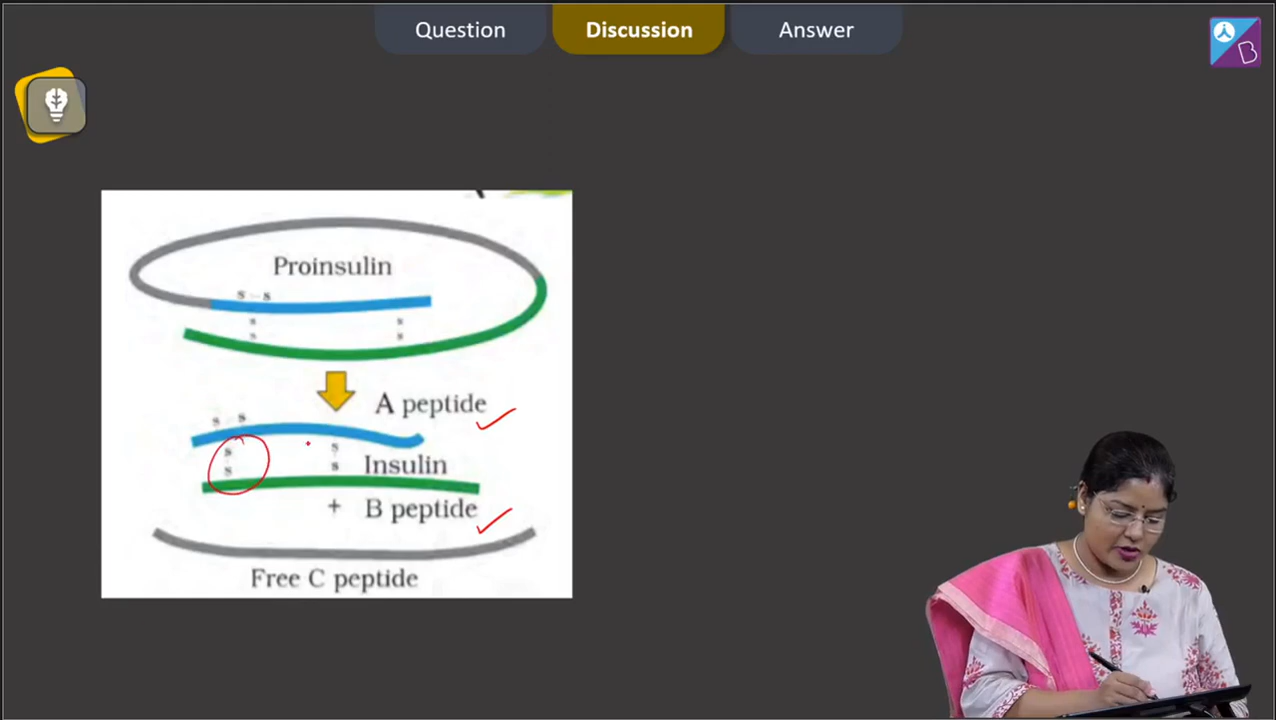 Question
Discussion
Answer
B
Proinsulin
s - s
s s
s s
A peptide
s - s
s s
s s
Insulin
+ B peptide
Free C peptide